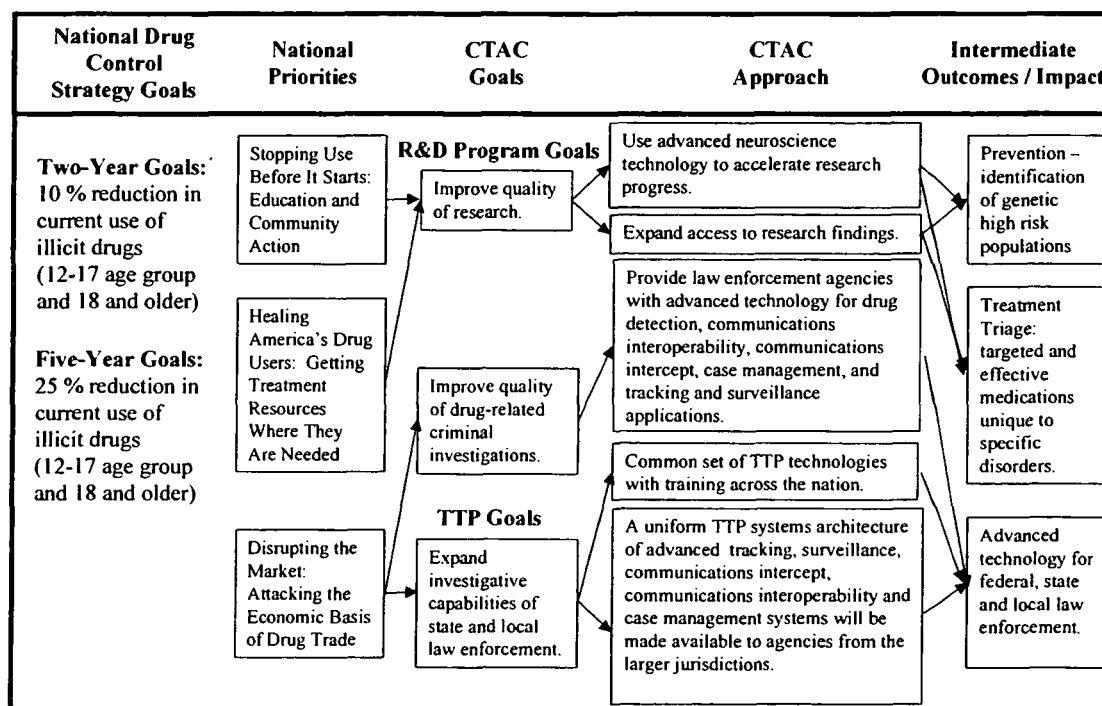 National Drug
Control
Strategy Goals
National
Priorities
CTAC
Goals
CTAC
Approach
Intermediate
Outcomes / Impact
Two-Year Goals:
10 % reduction in
current use of
illicit drugs
(12-17 age group
and 18 and older)
Five-Year Goals:
25 % reduction in
current use of
illicit drugs
(12-17 age group
and 18 and older)
Stopping Use
Before It Starts:
Education and
Community
Action
Healing
America's Drug
Users: Getting
Treatment
Resources
Where They
Are Needed
Disrupting the
Market:
Attacking the
Economic Basis
of Drug Trade
R&D Program Goals
Improve quality
of research.
Improve quality
of drug-related
criminal
investigations.
TTP Goals
Expand
investigative
capabilities of
state and local
law enforcement.
Use advanced neuroscience
technology to accelerate research
progress.
Expand access to research findings.
Provide law enforcement agencies
with advanced technology for drug
detection, communications
interoperability, communications
intercept, case management, and
tracking and surveillance
applications.
Common set of TTP technologies
with training across the nation.
A uniform TTP systems architecture
of advanced tracking, surveillance,
communications intercept,
communications interoperability and
case management systems will be
made available to agencies from the
larger jurisdictions.
Prevention –
identification
of genetic
high risk
populations
Treatment
Triage:
targeted and
effective
medications
unique to
specific
disorders.
Advanced
technology for
federal, state
and local law
enforcement.